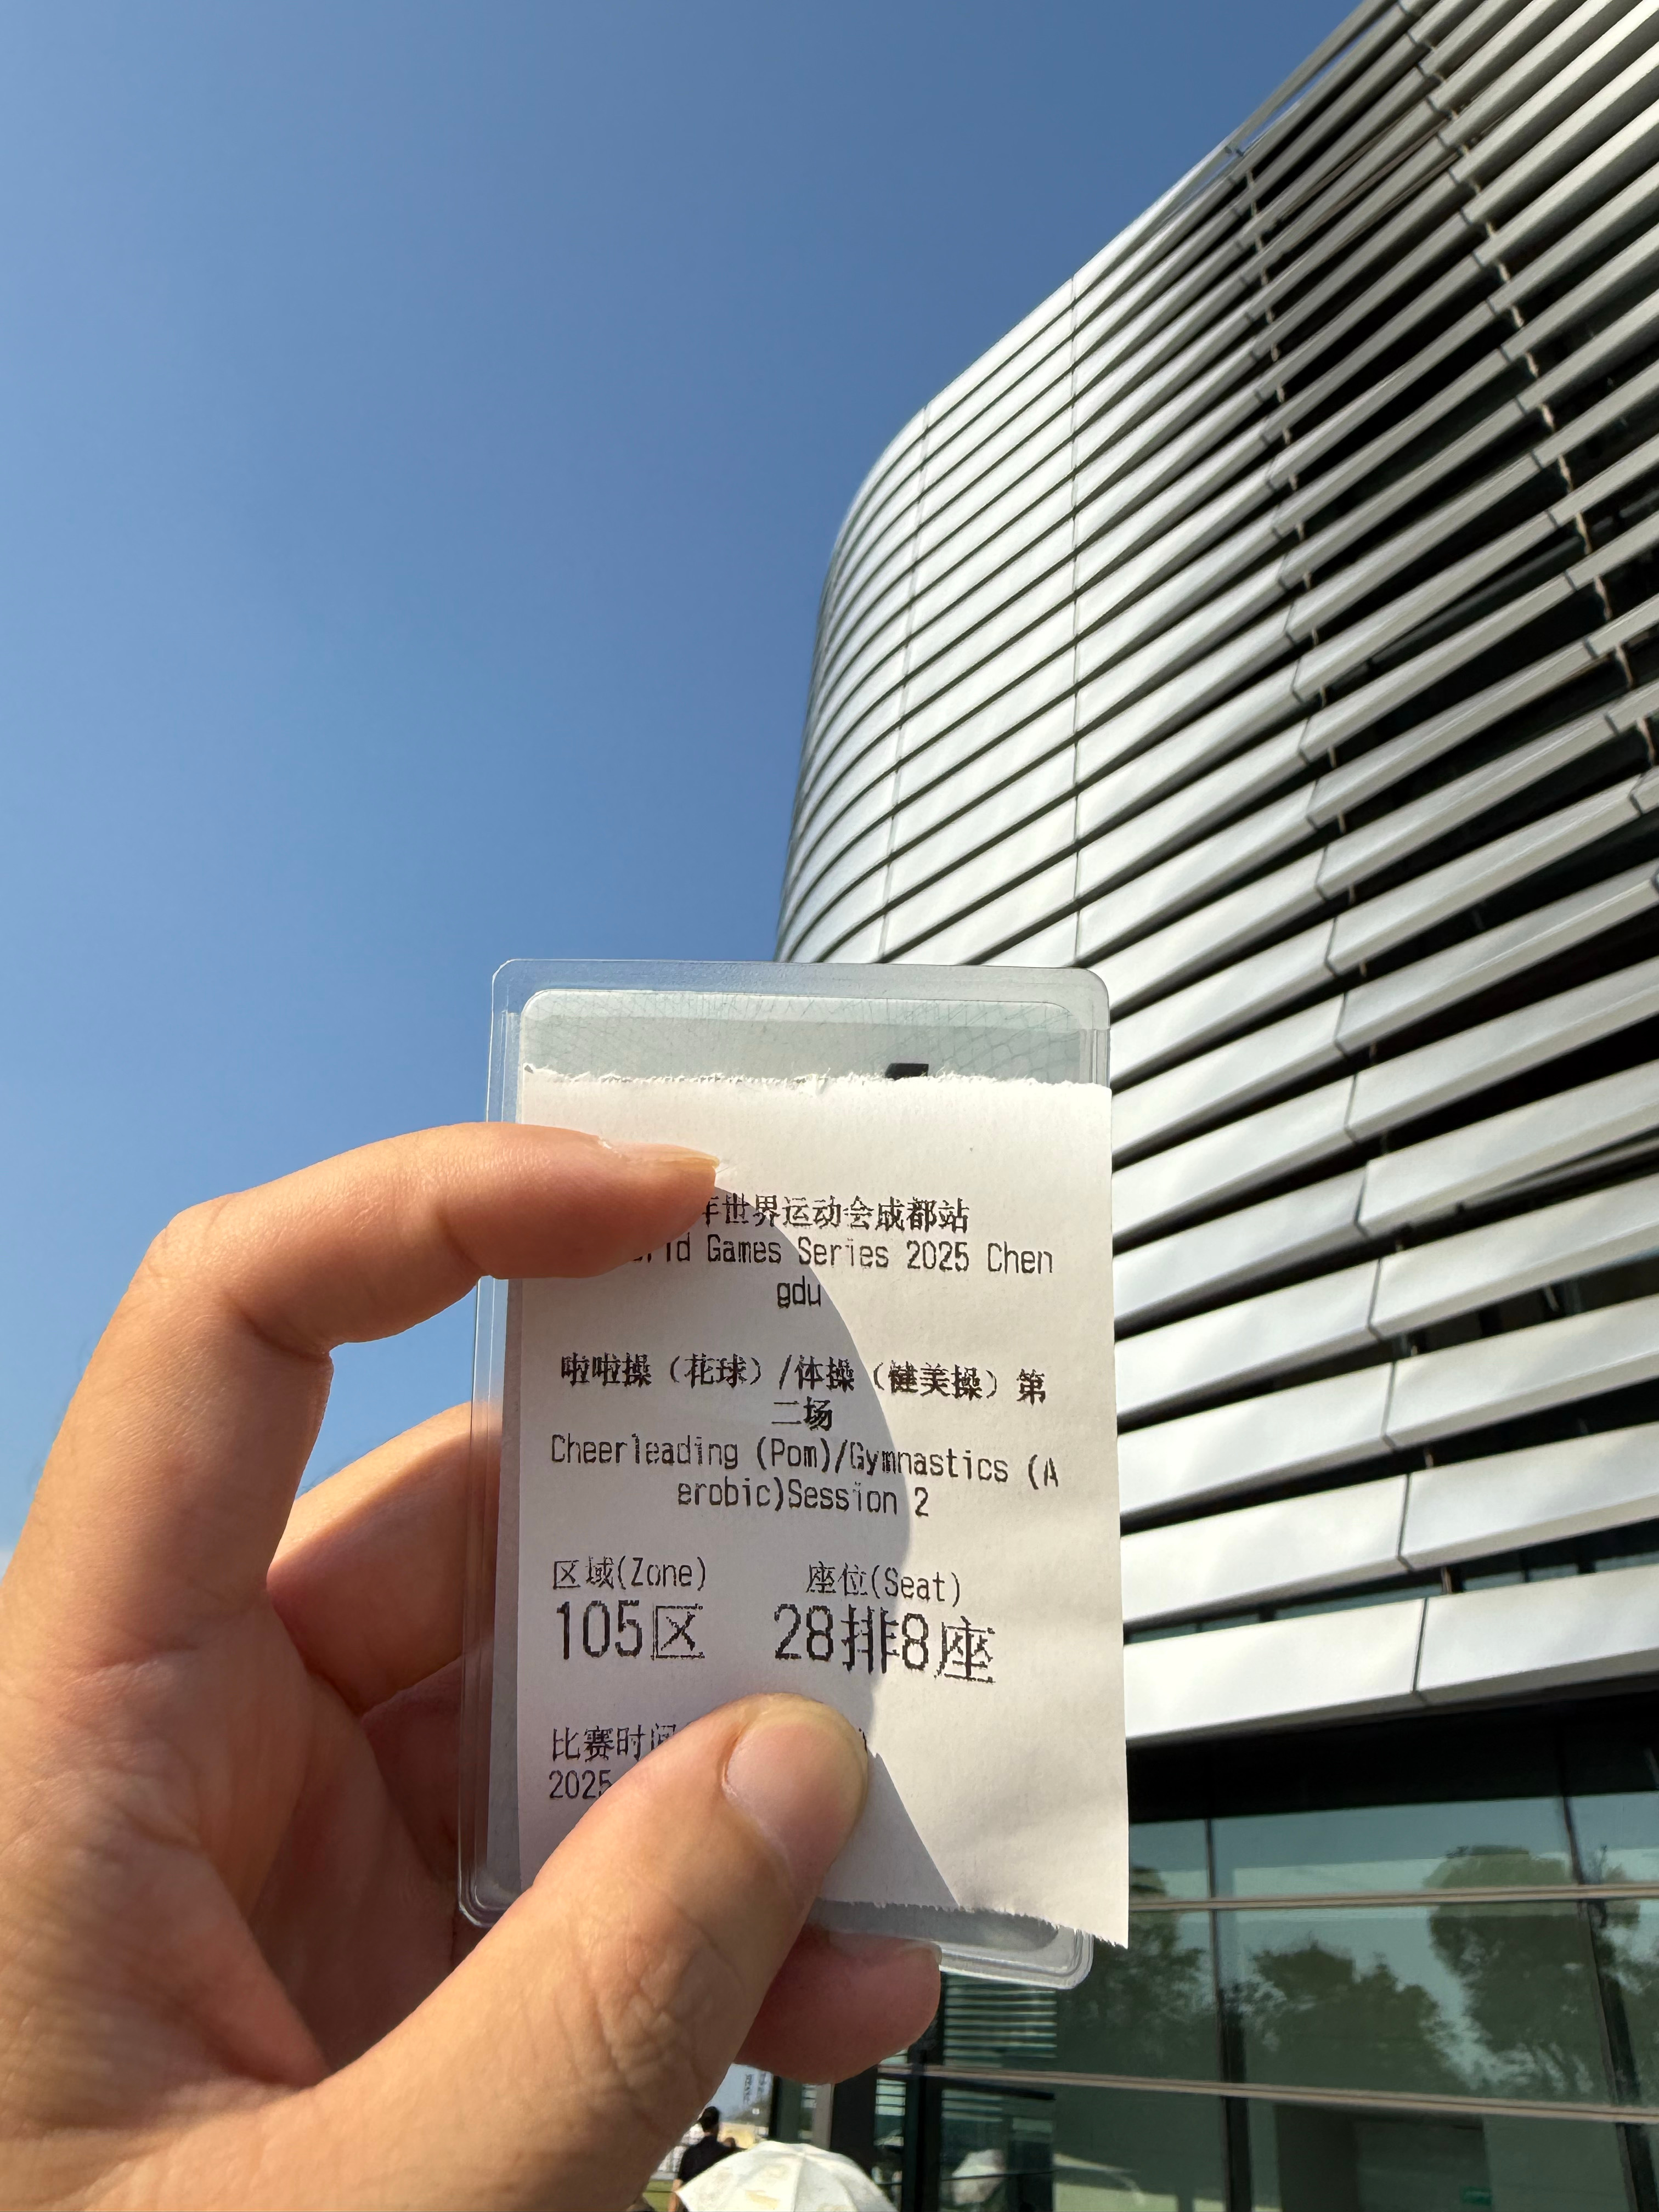 年世界运动会成都站
rld Games Series 2025 Chen
gdu
啦啦操（花球）/体操（健美操）第
二场
Cheerleading (Pom)/Gymnastics (A
erobic)Session 2
区域(Zone) 座位(Seat)
105区 28排8座
比赛时间
2025